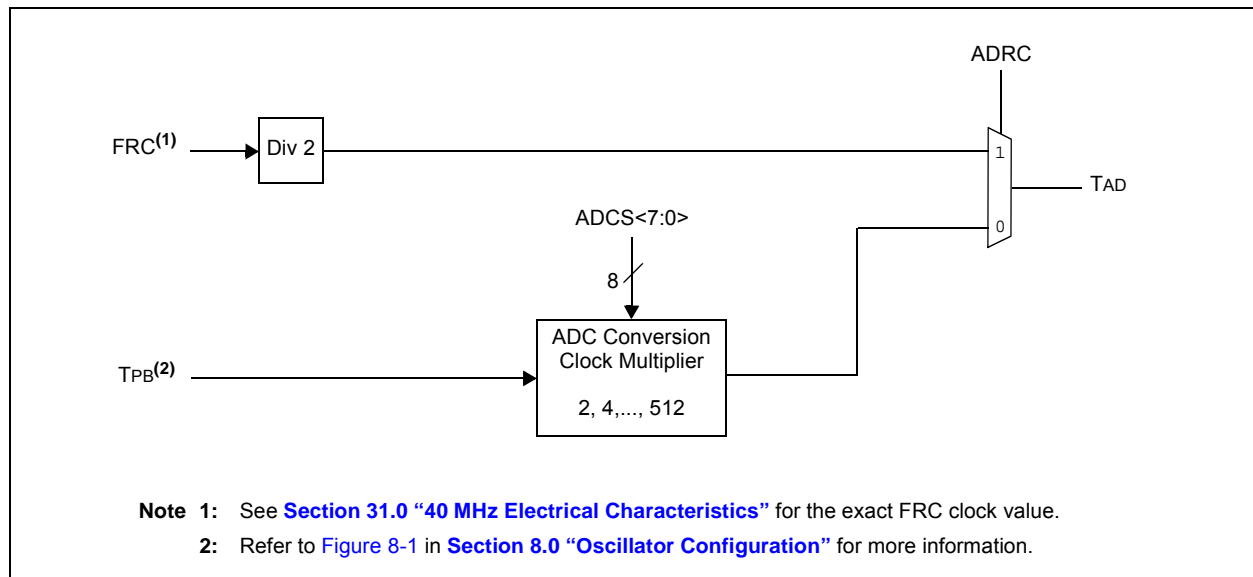 ADRC
FRC(1)
Div 2
1
TAD
ADCS<7:0>
0
8
ADC Conversion
Clock Multiplier
TPB(2)
2, 4,..., 512
Note 1: See Section 31.0 “40 MHz Electrical Characteristics” for the exact FRC clock value.
2: Refer to Figure 8-1 in Section 8.0 “Oscillator Configuration” for more information.